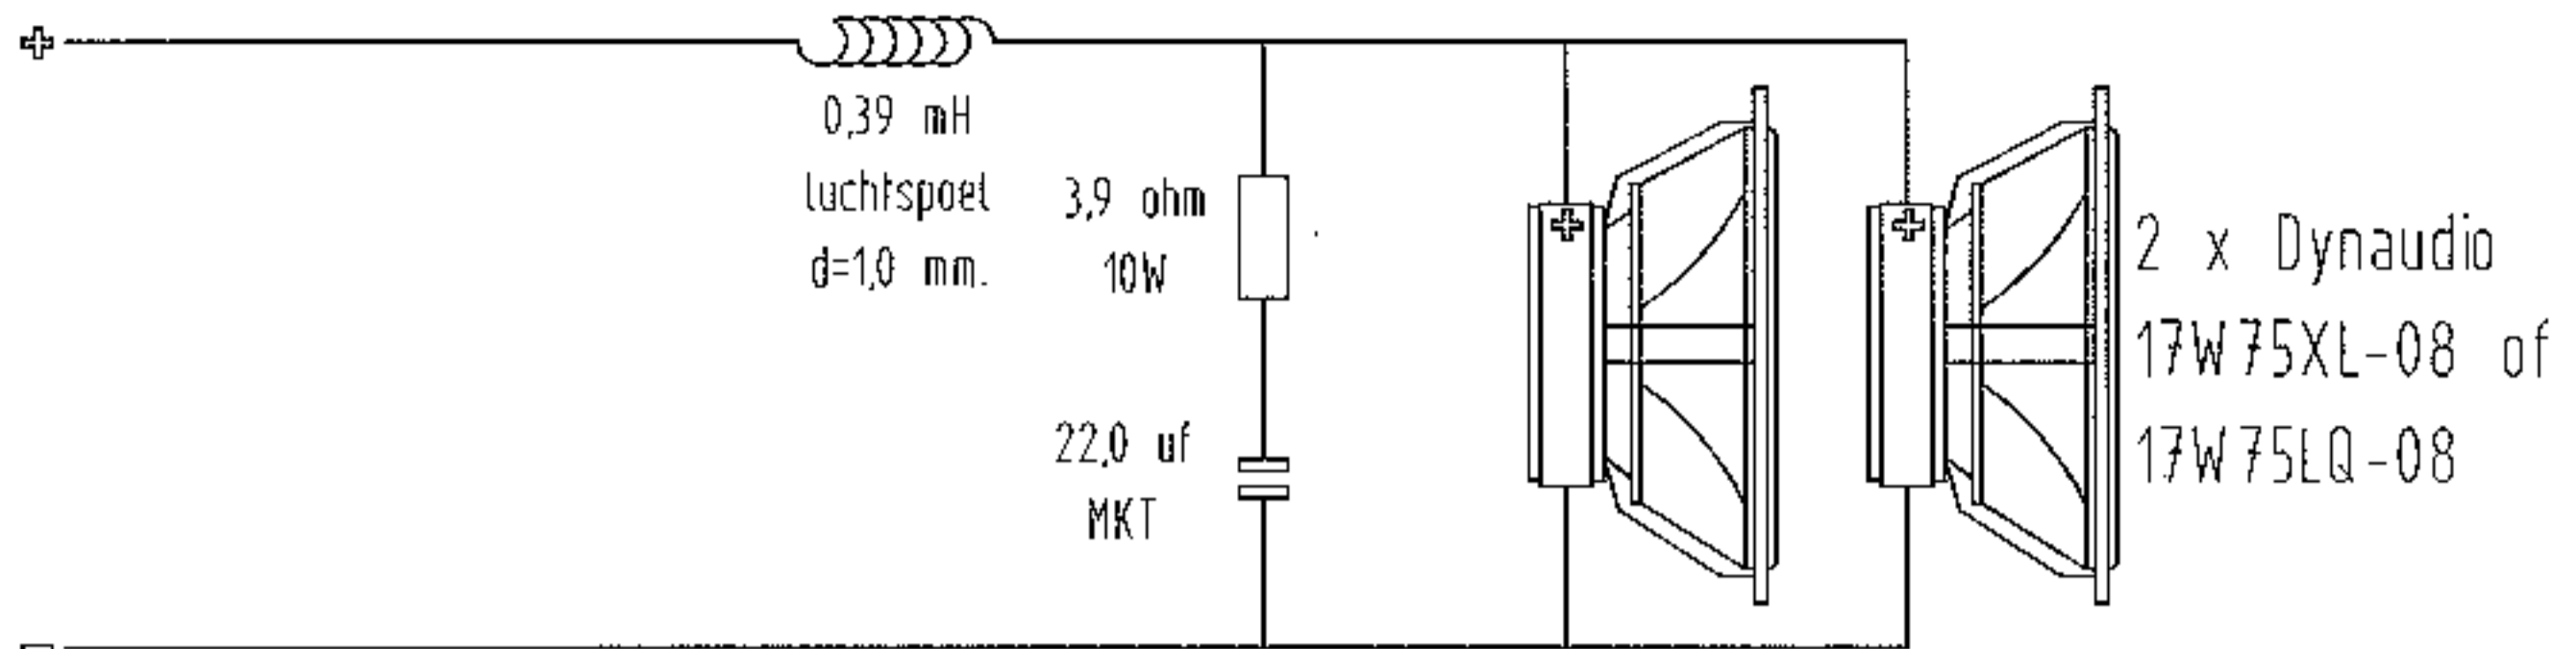 0,39 mH
luchtspoel
d=1,0 mm.
3,9 ohm
10W
22,0 uf
MKT
2 x Dynaudio
17W75XL-08 of
17W75LQ-08